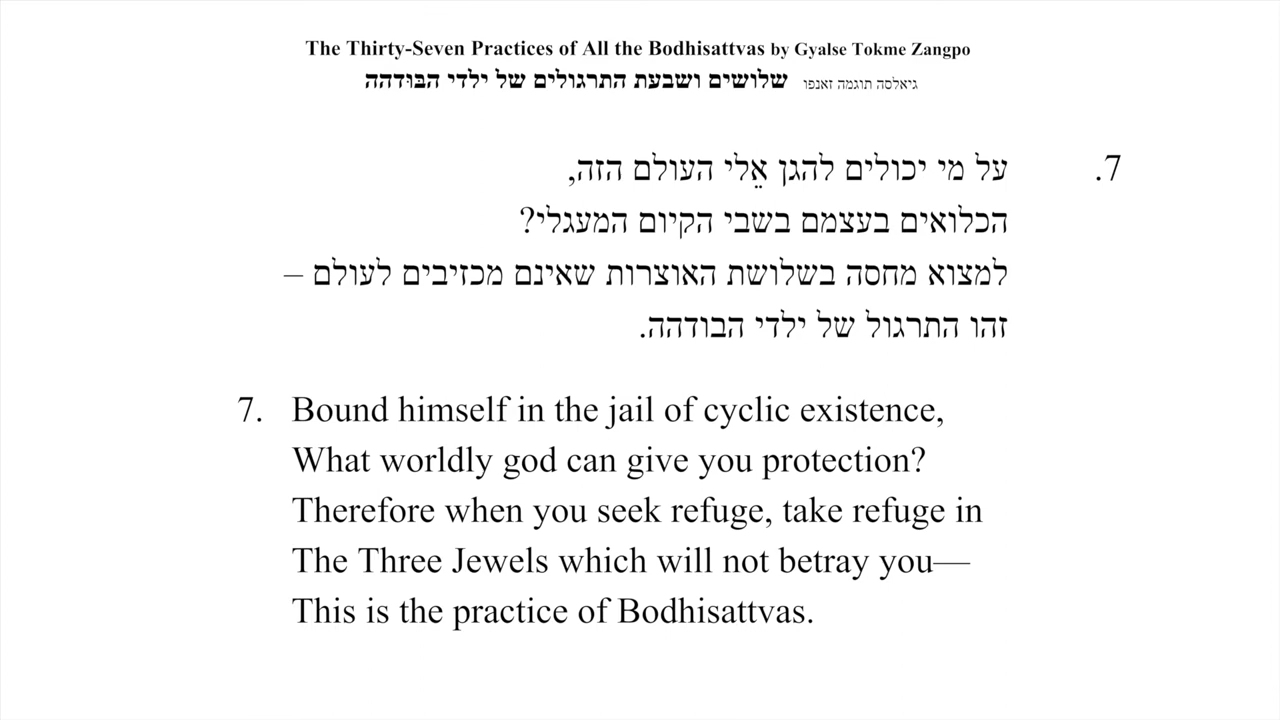 The Thirty-Seven Practices of All the Bodhisattvas by Gyalse Tokme Zangpo
שלושים ושבעת התרגולים של ילדי הבּוּדהה גיאלסה תוגמה זאנפו
7. על מי יכולים להגן אֵלי העולם הזה,
הכלואים בעצמם בשבי הקיום המעגלי?
למצוא מחסה בשלושת האוצרות שאינם מכזיבים לעולם –
זהו התרגול של ילדי הבודהה.
7. Bound himself in the jail of cyclic existence,
What worldly god can give you protection?
Therefore when you seek refuge, take refuge in
The Three Jewels which will not betray you—
This is the practice of Bodhisattvas.